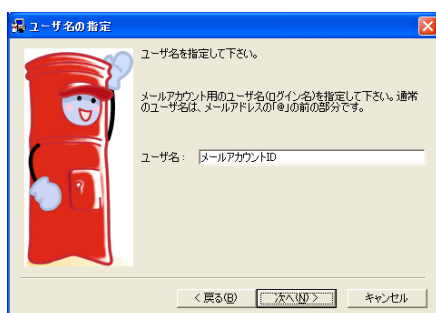 ユーザ名の指定
ユーザ名を指定して下さい。
メールアカウント用のユーザ名(ログイン名)を指定して下さい。通常
のユーザ名は、メールアドレスの「@」の前の部分です。
ユーザ名： メールアカウントID
< 戻る(B) 次へ(N) > キャンセル